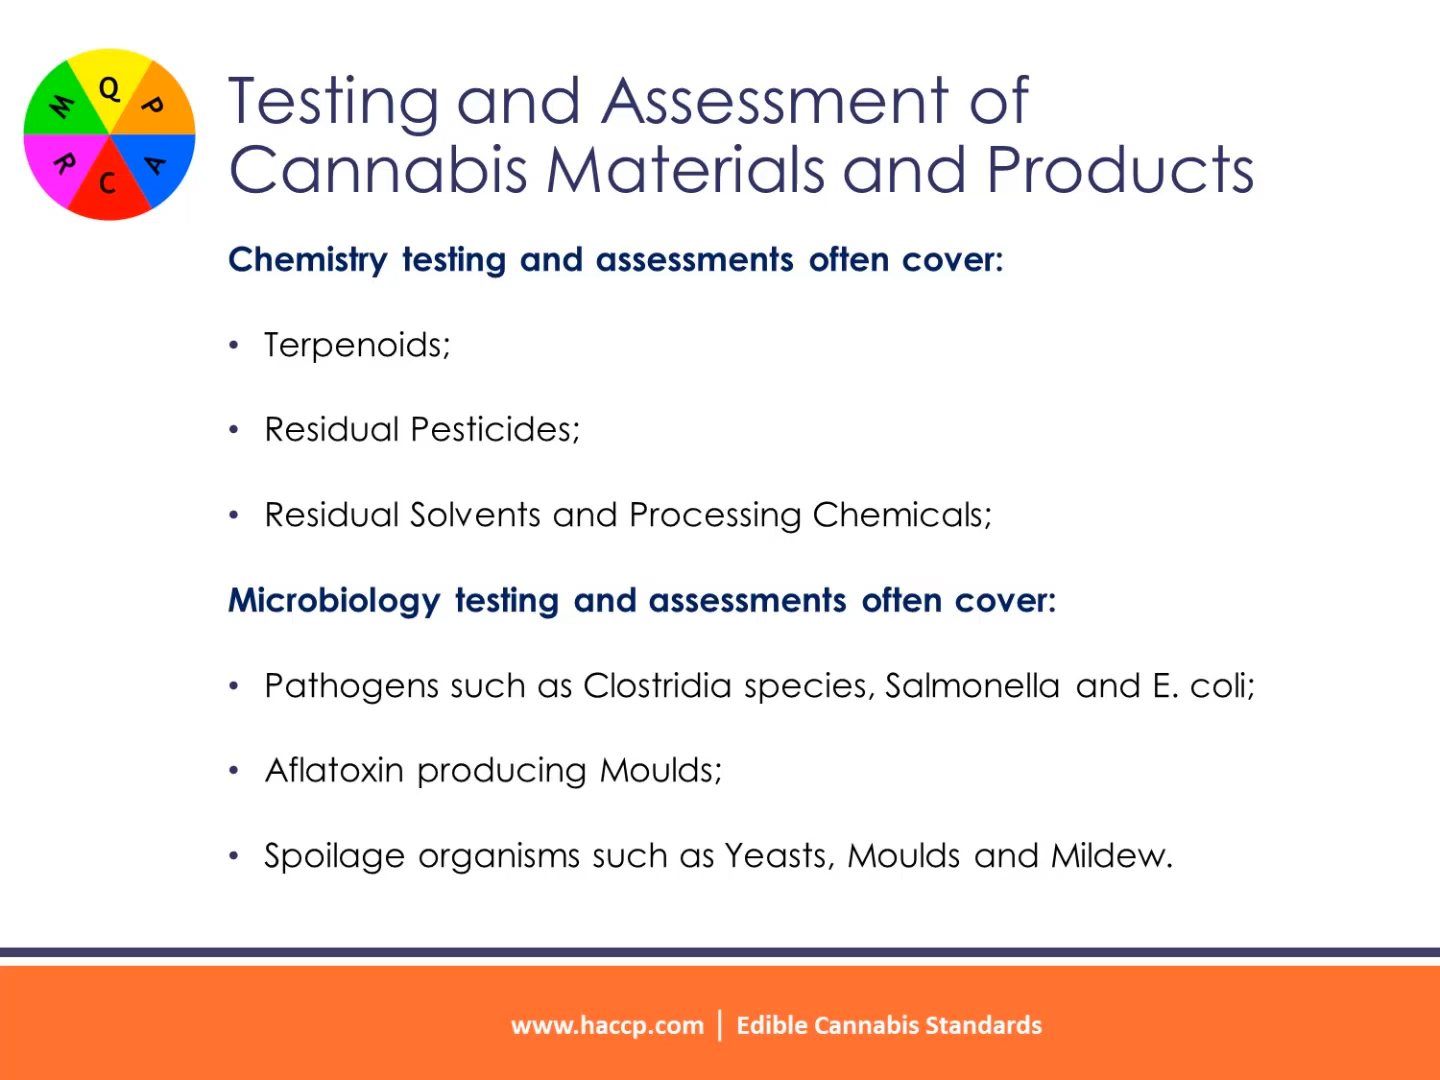 Q
P
A
C
R
M
Testing and Assessment of
Cannabis Materials and Products
Chemistry testing and assessments often cover:
• Terpenoids;
• Residual Pesticides;
• Residual Solvents and Processing Chemicals;
Microbiology testing and assessments often cover:
• Pathogens such as Clostridia species, Salmonella and E. coli;
• Aflatoxin producing Moulds;
• Spoilage organisms such as Yeasts, Moulds and Mildew.
www.haccp.com | Edible Cannabis Standards